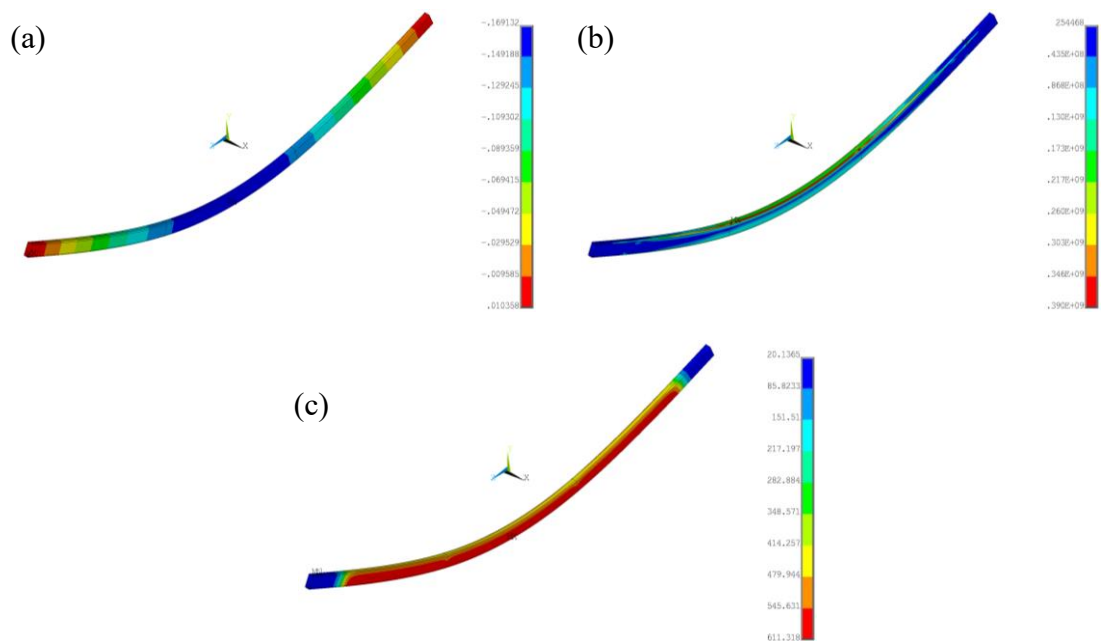 (a)
-.169132
-.149188
-.129245
-.109302
-.089359
-.069415
-.049472
-.029529
-.009585
.010358
X
(b)
254468
.435E+08
.868E+08
.130E+09
.173E+09
.217E+09
.260E+09
.303E+09
.346E+09
.390E+09
X
(c)
20.1365
85.8233
151.51
217.197
282.884
348.571
414.257
479.944
545.631
611.318
X
MN